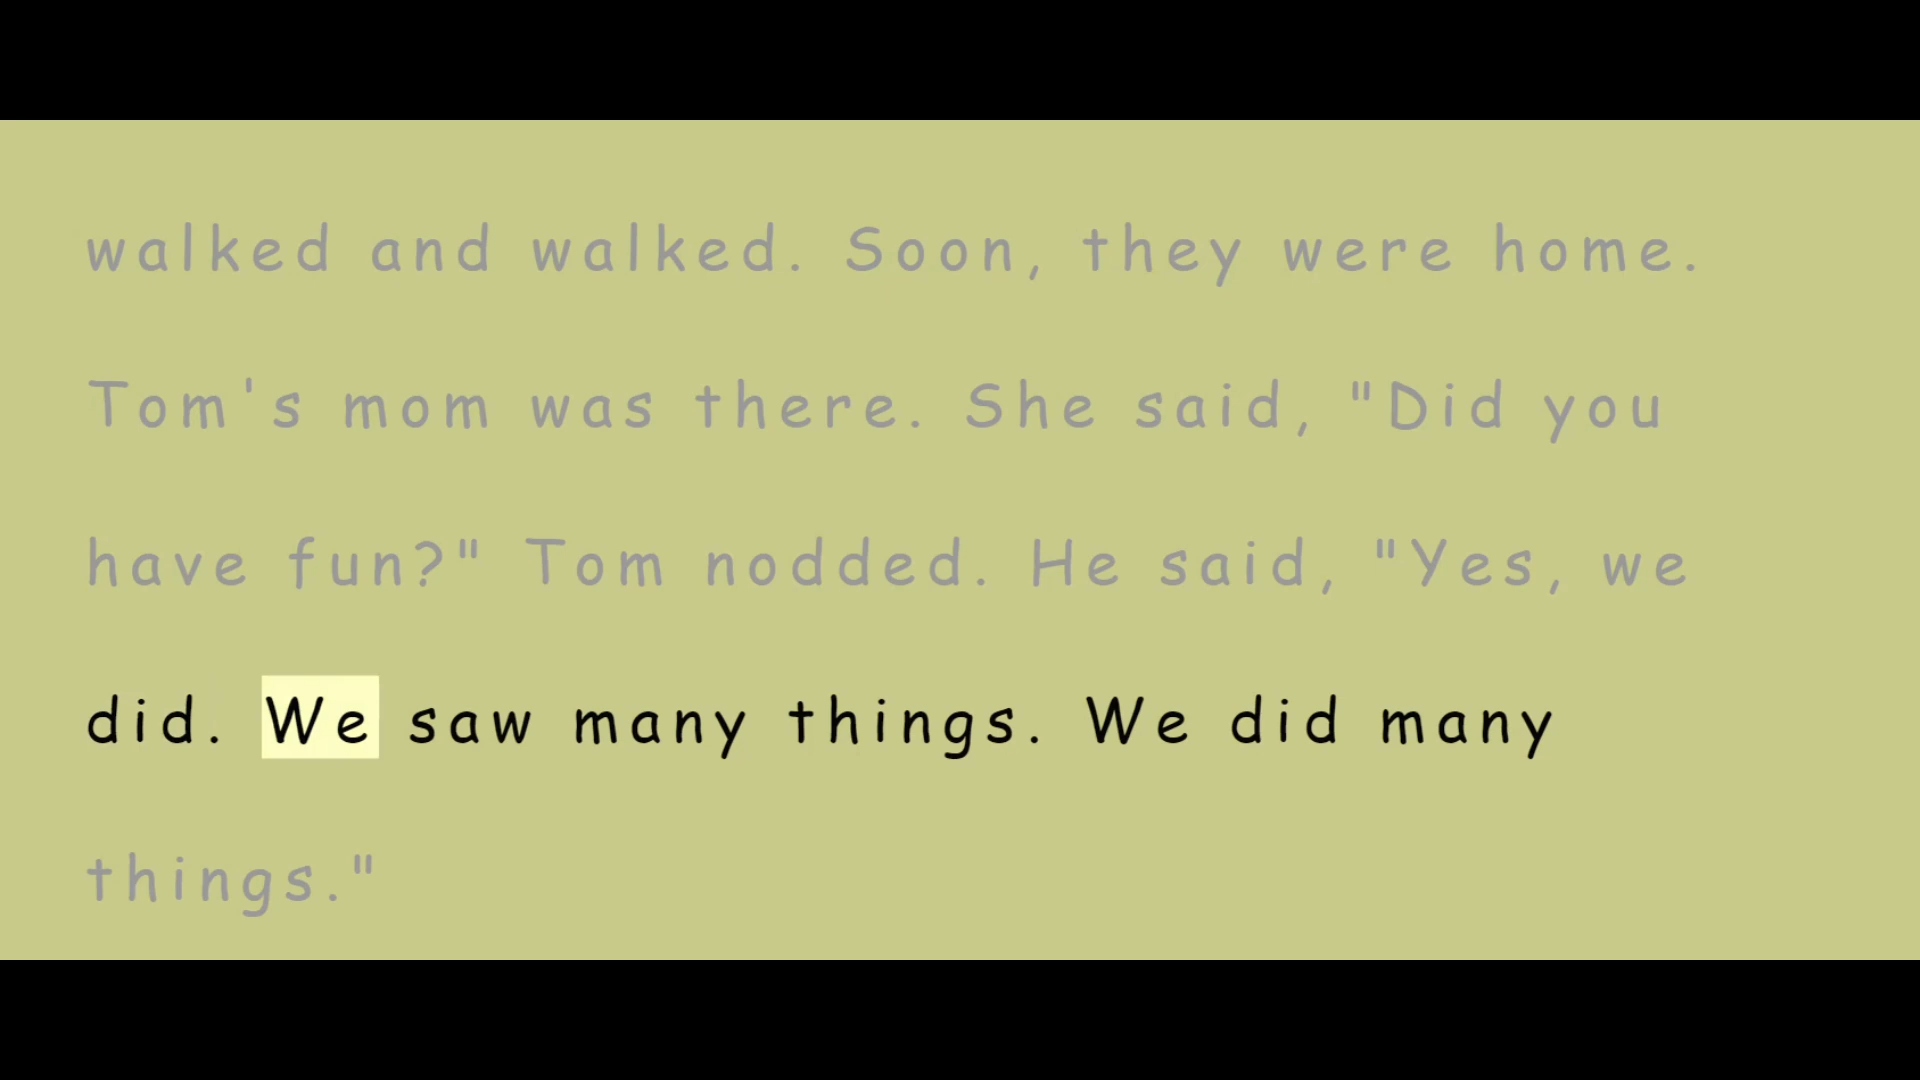 walked and walked. Soon, they were home.
Tom's mom was there. She said, "Did you
have fun?" Tom nodded. He said, "Yes, we
did. We saw many things. We did many
things."